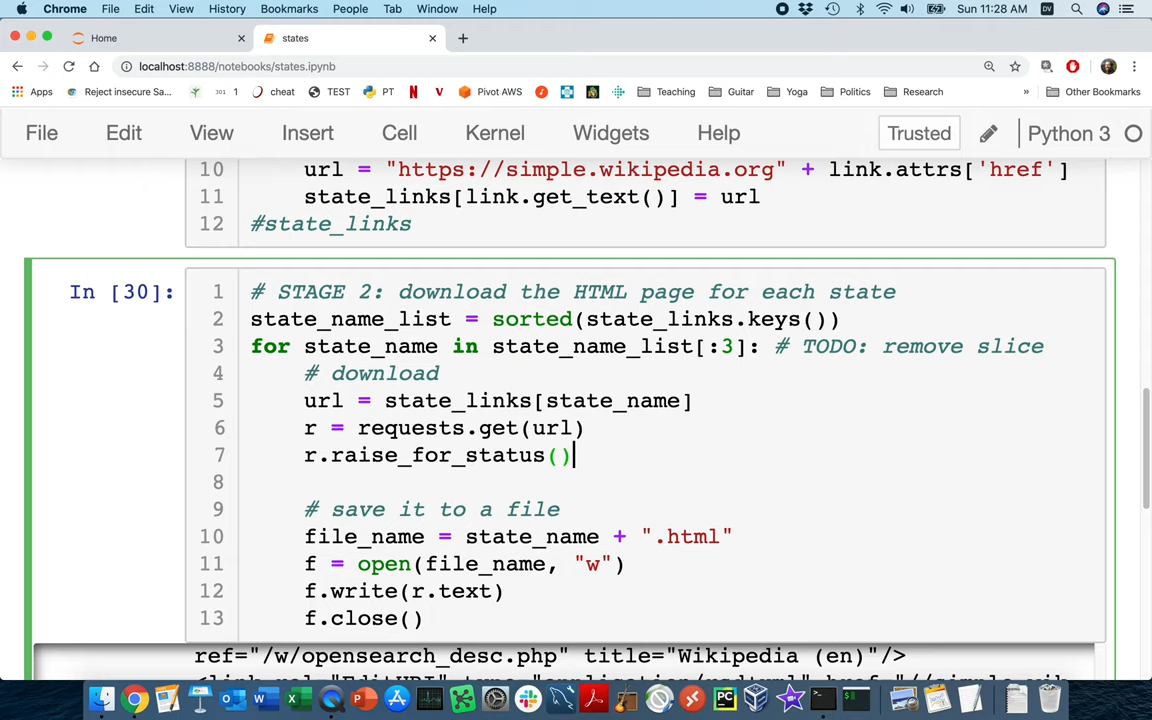 Chrome File Edit View History Bookmarks People Tab Window Help Sun 11:28 AM DV
Home states
localhost:8888/notebooks/states.ipynb
Apps Reject insecure Sa... 301 1 cheat TEST PT Pivot AWS Teaching Guitar Yoga Politics Research » Other Bookmarks
File Edit View Insert Cell Kernel Widgets Help Trusted Python 3
10 url = "https://simple.wikipedia.org" + link.attrs['href']
11 state_links[link.get_text()] = url
12 #state_links
In [30]: 1 # STAGE 2: download the HTML page for each state
2 state_name_list = sorted(state_links.keys())
3 for state_name in state_name_list[:3]: # TODO: remove slice
4 # download
5 url = state_links[state_name]
6 r = requests.get(url)
7 r.raise_for_status()
8
9 # save it to a file
10 file_name = state_name + ".html"
11 f = open(file_name, "w")
12 f.write(r.text)
13 f.close()
ref="/w/opensearch_desc.php" title="Wikipedia (en)"/>